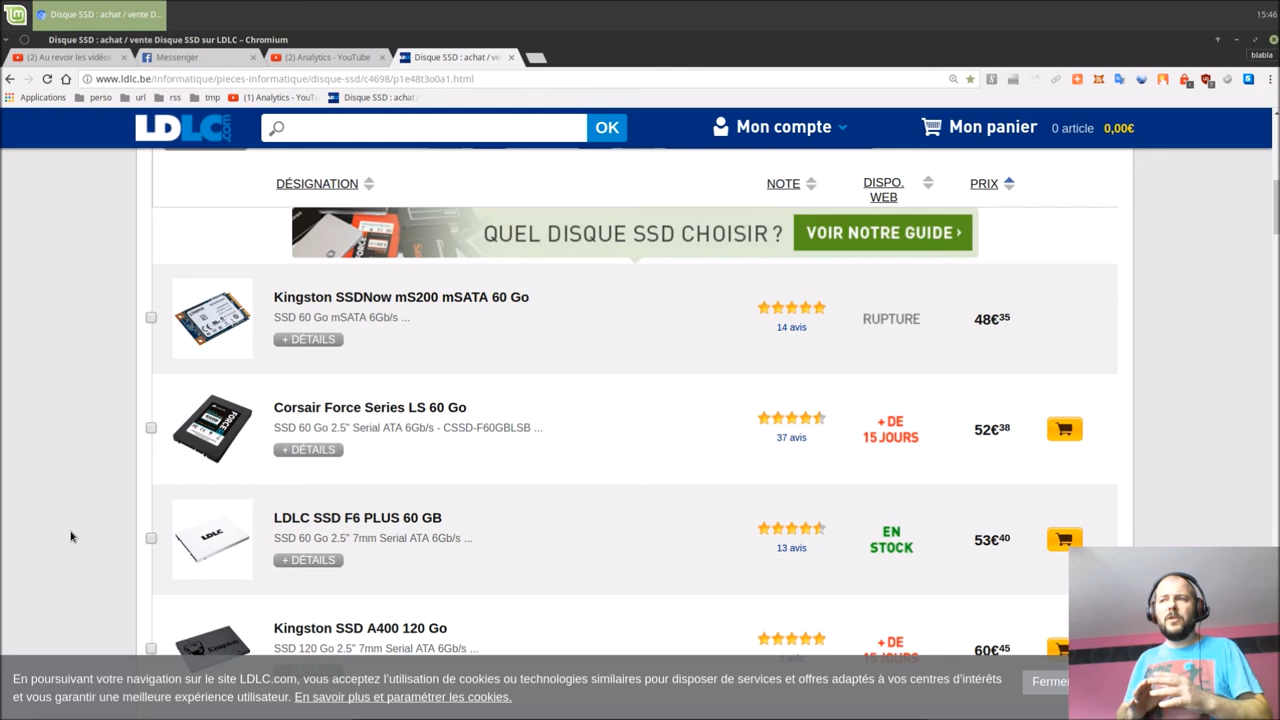 Disque SSD : achat / vente D...
15:46
Disque SSD : achat / vente Disque SSD sur LDLC – Chromium
(2) Au revoir les vidéos
Messenger
(2) Analytics - YouTube
Disque SSD : achat / ve
blabla
www.ldlc.be/informatique/pieces-informatique/disque-ssd/c4698/p1e48t3o0a1.html
Applications
perso
url
rss
tmp
(1) Analytics - YouT
Disque SSD : achat
LDLC.com
OK
Mon compte
Mon panier
0 article
0,00€
DÉSIGNATION
NOTE
DISPO.
WEB
PRIX
QUEL DISQUE SSD CHOISIR ?
VOIR NOTRE GUIDE ›
Kingston SSDNow mS200 mSATA 60 Go
SSD 60 Go mSATA 6Gb/s ...
+ DÉTAILS
14 avis
RUPTURE
48€35
Corsair Force Series LS 60 Go
SSD 60 Go 2.5" Serial ATA 6Gb/s - CSSD-F60GBLSB ...
+ DÉTAILS
37 avis
+ DE
15 JOURS
52€38
LDLC SSD F6 PLUS 60 GB
SSD 60 Go 2.5" 7mm Serial ATA 6Gb/s ...
+ DÉTAILS
13 avis
EN
STOCK
53€40
Kingston SSD A400 120 Go
SSD 120 Go 2.5" 7mm Serial ATA 6Gb/s ...
+ DE
15 JOURS
60€45
En poursuivant votre navigation sur le site LDLC.com, vous acceptez l'utilisation de cookies ou technologies similaires pour disposer de services et offres adaptés à vos centres d'intérêts
et vous garantir une meilleure expérience utilisateur. En savoir plus et paramétrer les cookies.
Fermer